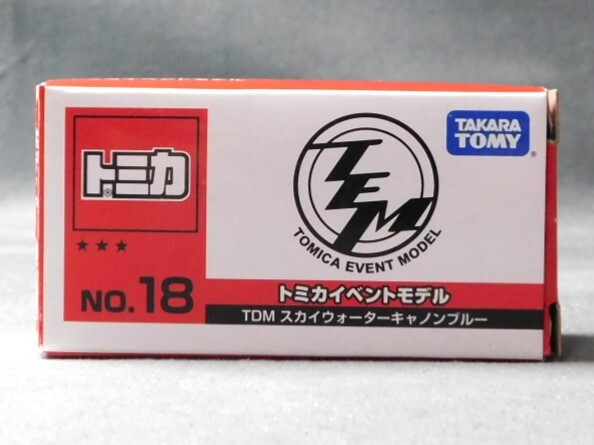 トミカ
®
★★★
NO.18
TEM
TOMICA EVENT MODEL
TAKARA
TOMY
®
トミカイベントモデル
TDM スカイウォーターキャノンブルー